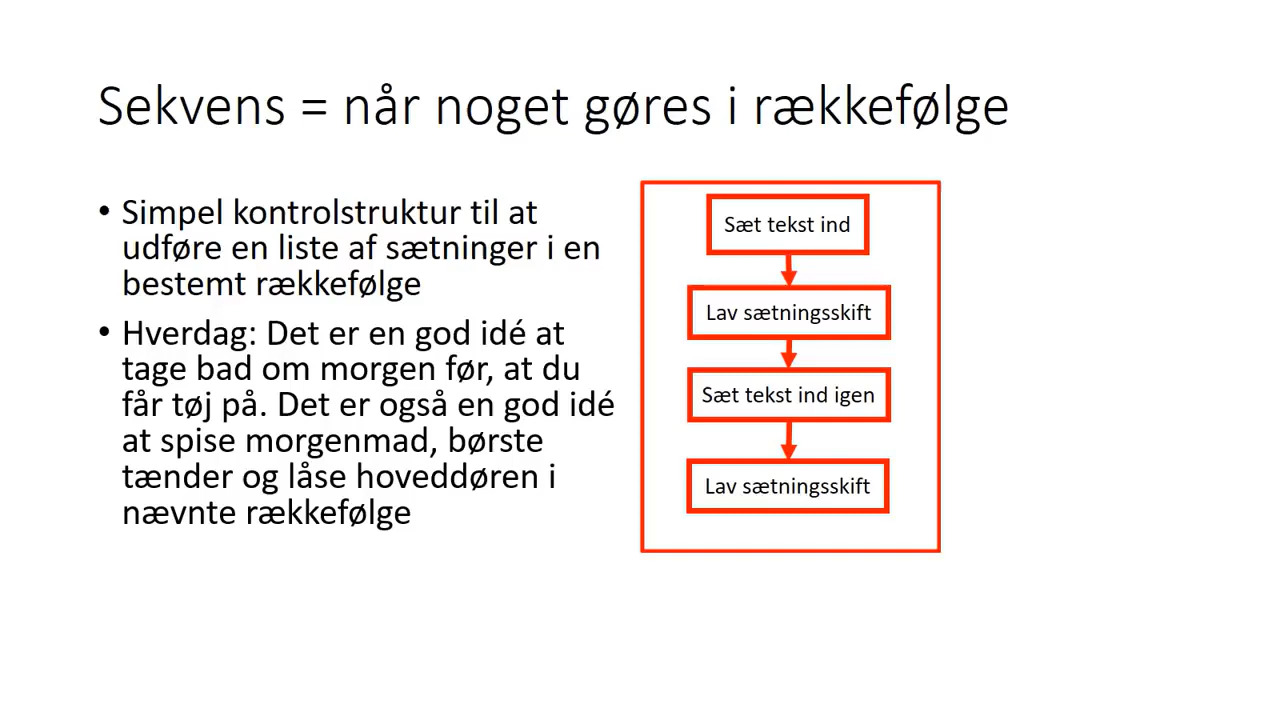 Sekvens = når noget gøres i rækkefølge
• Simpel kontrolstruktur til at
udføre en liste af sætninger i en
bestemt rækkefølge
• Hverdag: Det er en god idé at
tage bad om morgen før, at du
får tøj på. Det er også en god idé
at spise morgenmad, børste
tænder og låse hoveddøren i
nævnte rækkefølge
Sæt tekst ind
Lav sætningsskift
Sæt tekst ind igen
Lav sætningsskift